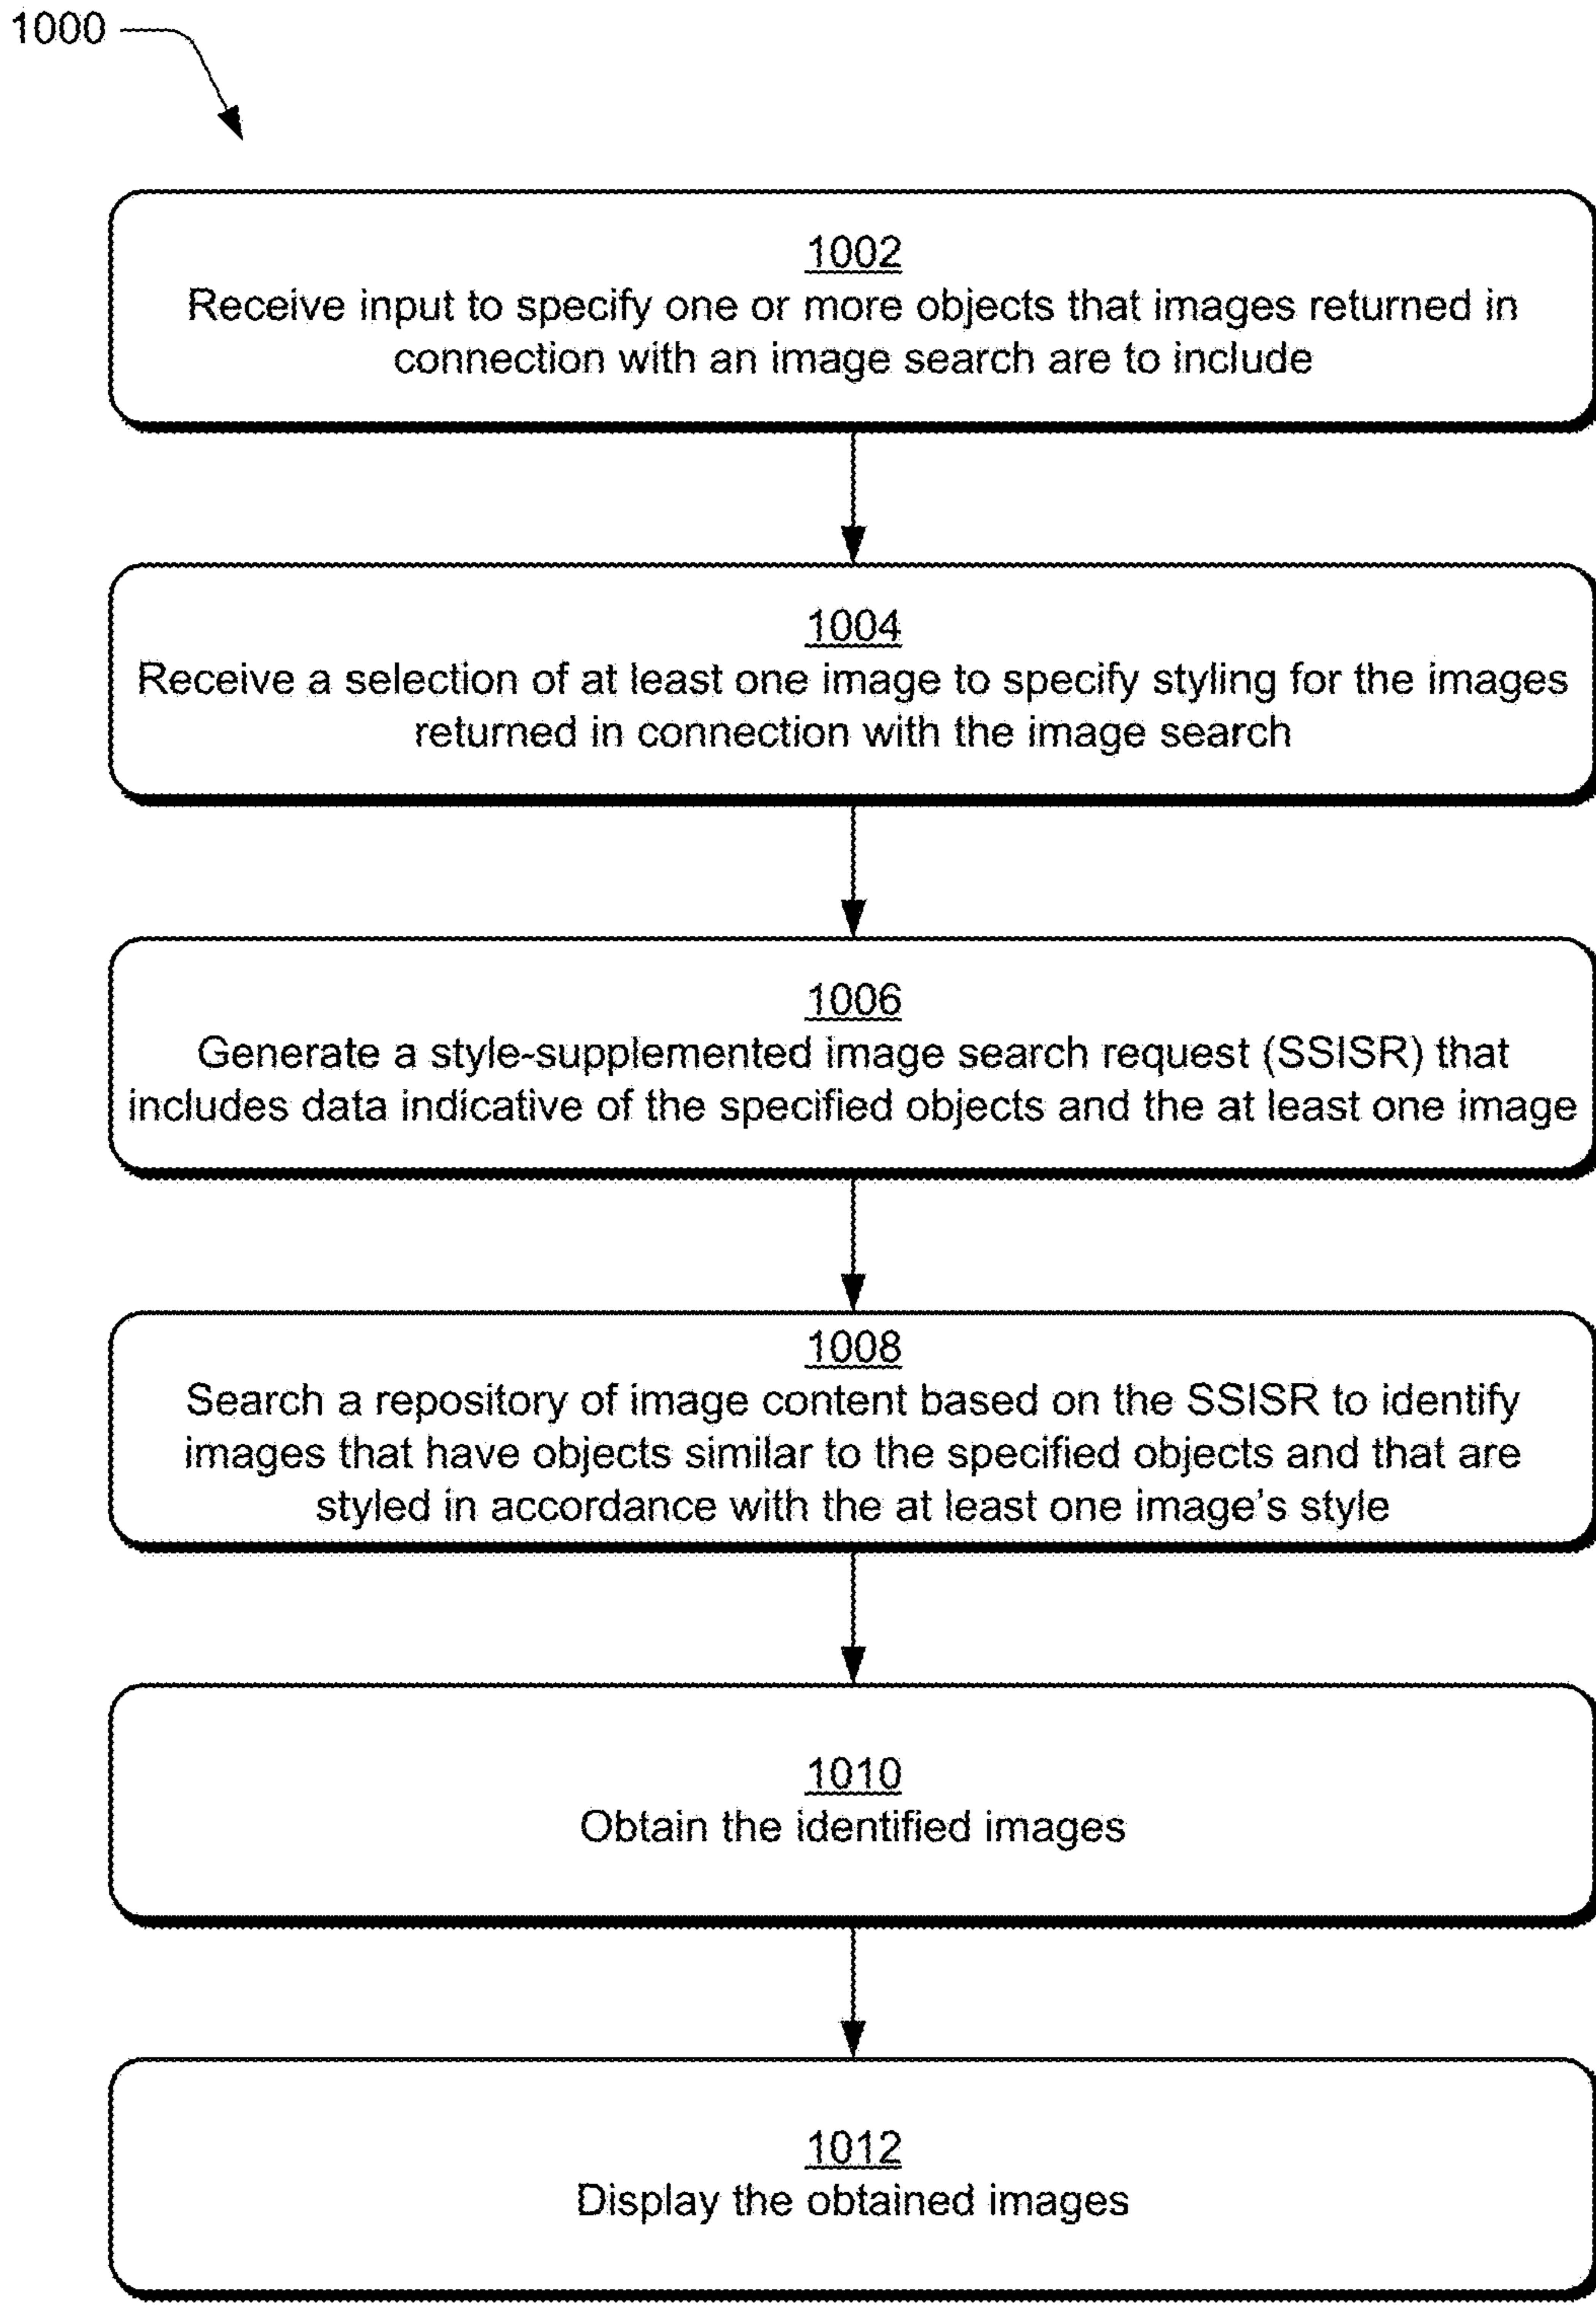 1000
1002
Receive input to specify one or more objects that images returned in
connection with an image search are to include
1004
Receive a selection of at least one image to specify styling for the images
returned in connection with the image search
1006
Generate a style-supplemented image search request (SSISR) that
includes data indicative of the specified objects and the at least one image
1008
Search a repository of image content based on the SSISR to identify
images that have objects similar to the specified objects and that are
styled in accordance with the at least one image's style
1010
Obtain the identified images
1012
Display the obtained images